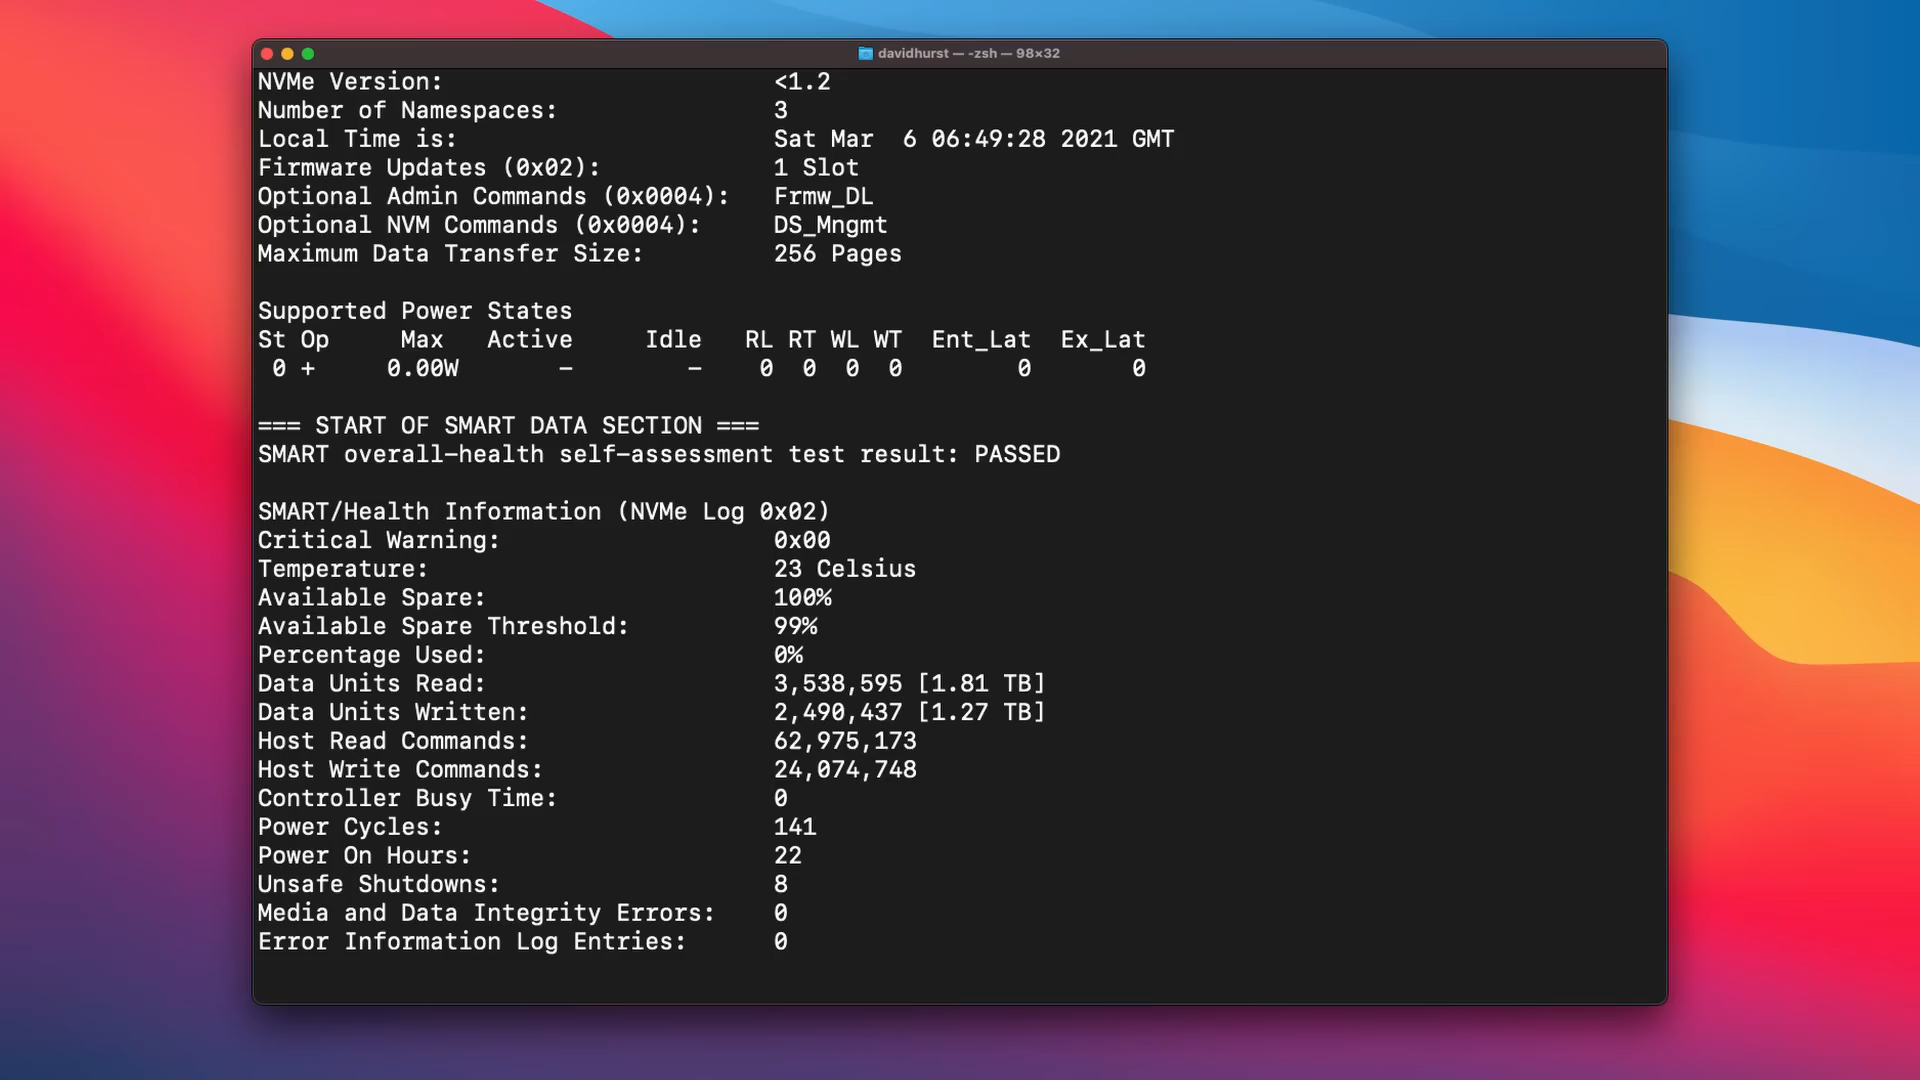 davidhurst — -zsh — 98×32
NVMe Version: <1.2
Number of Namespaces: 3
Local Time is: Sat Mar  6 06:49:28 2021 GMT
Firmware Updates (0x02): 1 Slot
Optional Admin Commands (0x0004): Frmw_DL
Optional NVM Commands (0x0004): DS_Mngmt
Maximum Data Transfer Size: 256 Pages
Supported Power States
St Op Max Active Idle RL RT WL WT Ent_Lat Ex_Lat
0 + 0.00W - - 0 0 0 0 0 0
=== START OF SMART DATA SECTION ===
SMART overall-health self-assessment test result: PASSED
SMART/Health Information (NVMe Log 0x02)
Critical Warning: 0x00
Temperature: 23 Celsius
Available Spare: 100%
Available Spare Threshold: 99%
Percentage Used: 0%
Data Units Read: 3,538,595 [1.81 TB]
Data Units Written: 2,490,437 [1.27 TB]
Host Read Commands: 62,975,173
Host Write Commands: 24,074,748
Controller Busy Time: 0
Power Cycles: 141
Power On Hours: 22
Unsafe Shutdowns: 8
Media and Data Integrity Errors: 0
Error Information Log Entries: 0